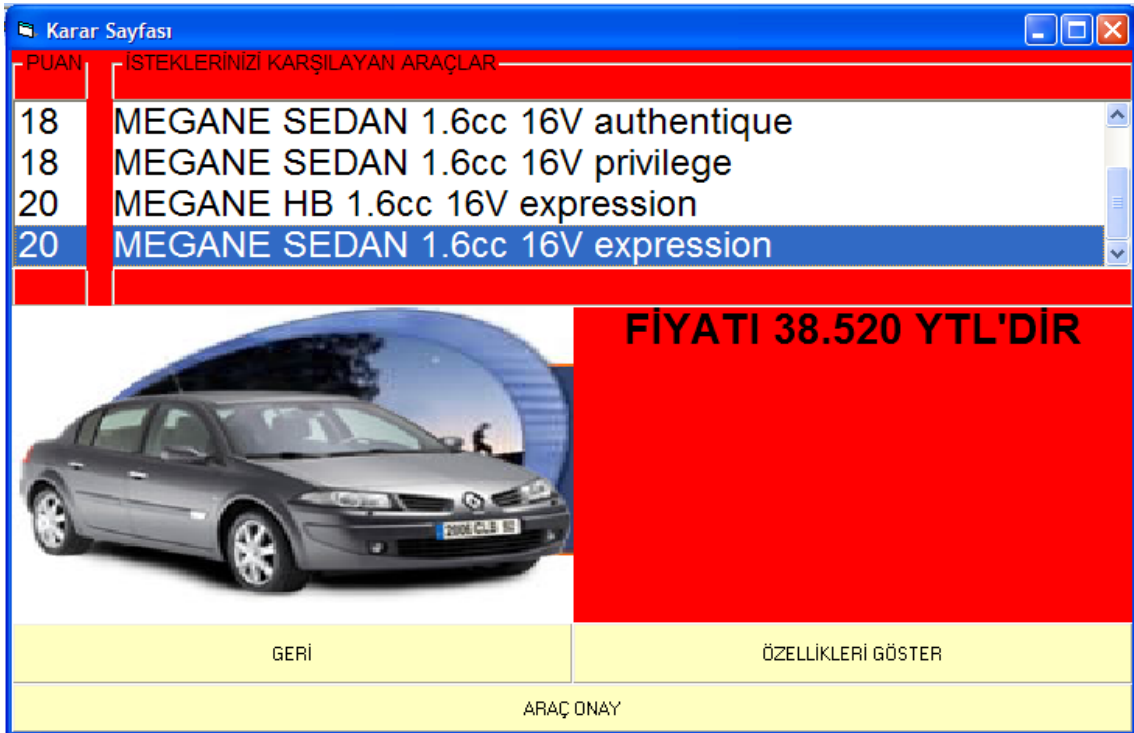 Karar Sayfası
PUAN İSTEKLERİNİZİ KARŞILAYAN ARAÇLAR
18 MEGANE SEDAN 1.6cc 16V authentique
18 MEGANE SEDAN 1.6cc 16V privilege
20 MEGANE HB 1.6cc 16V expression
20 MEGANE SEDAN 1.6cc 16V expression
FİYATI 38.520 YTL'DİR
GERİ
ÖZELLİKLERİ GÖSTER
ARAÇ ONAY